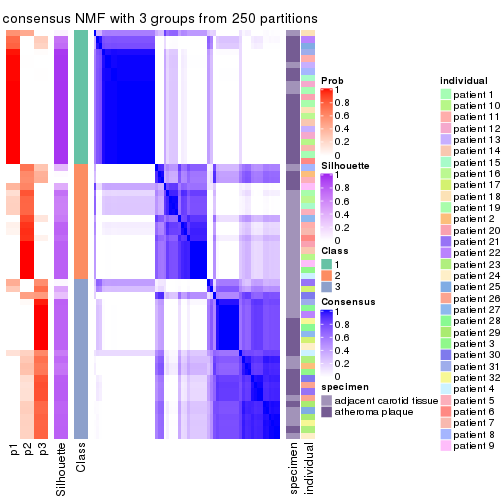 consensus NMF with 3 groups from 250 partitions
Prob
1
0.8
0.6
0.4
0.2
0
Silhouette
1
0.8
0.6
0.4
0.2
0
Class
1
2
3
Consensus
1
0.8
0.6
0.4
0.2
0
specimen
adjacent carotid tissue
atheroma plaque
individual
patient 1
patient 10
patient 11
patient 12
patient 13
patient 14
patient 15
patient 16
patient 17
patient 18
patient 19
patient 2
patient 20
patient 21
patient 22
patient 23
patient 24
patient 25
patient 26
patient 27
patient 28
patient 29
patient 3
patient 30
patient 31
patient 32
patient 4
patient 5
patient 6
patient 7
patient 8
patient 9
p1
p2
p3
Silhouette
Class
specimen
individual